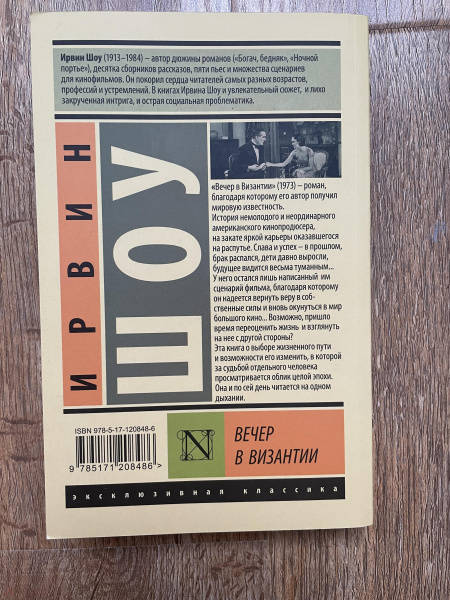 Ирвин Шоу (1913–1984) – автор дюжины романов («Богач, бедняк», «Ночной
портье»), десятка сборников рассказов, пяти пьес и множества сценариев
для кинофильмов. Он покорил сердца читателей самых разных возрастов,
профессий и устремлений. В книгах Ирвина Шоу и увлекательный сюжет, и лихо
закрученная интрига, и острая социальная проблематика.
ИРВИН
ШОУ
«Вечер в Византии» (1973) – роман,
благодаря которому его автор получил
мировую известность.
История немолодого и неординарного
американского кинопродюсера,
на закате яркой карьеры оказавшегося
на распутье. Слава и успех – в прошлом,
брак распался, дети давно выросли,
будущее видится весьма туманным...
У него остался лишь написанный им
сценарий фильма, благодаря которому
он надеется вернуть веру в соб-
ственные силы и вновь окунуться в мир
большого кино... Возможно, пришло
время переоценить жизнь и взглянуть
на нее с другой стороны?
Эта книга о выборе жизненного пути
и возможности его изменить, в которой
за судьбой отдельного человека
просматривается облик целой эпохи.
Она и по сей день читается на одном
дыхании.
ISBN 978-5-17-120848-6
9 785171 208486 >
N
ВЕЧЕР
В ВИЗАНТИИ
эксклюзивная классика